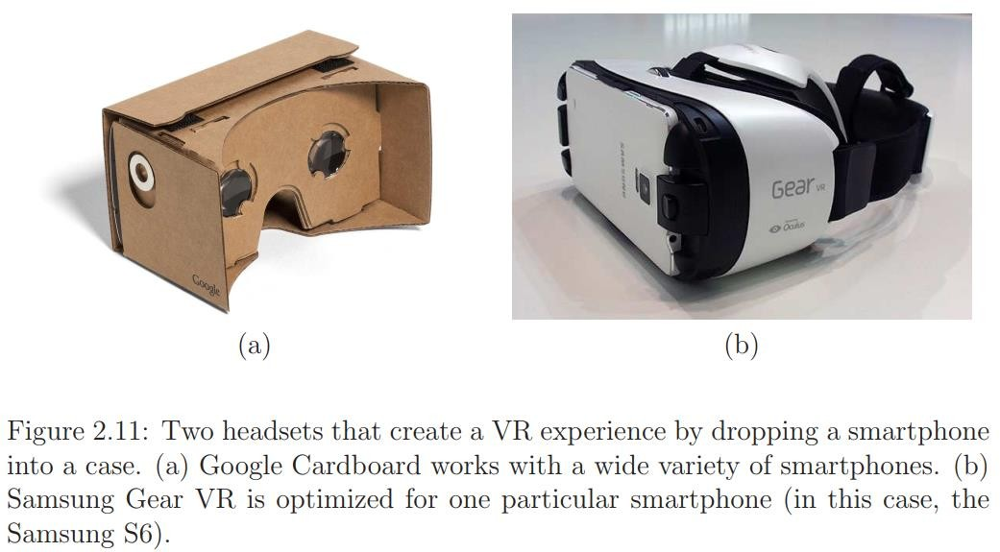 Google
SAMSUNG
Gear VR
Oculus
(a)
(b)
Figure 2.11: Two headsets that create a VR experience by dropping a smartphone
into a case. (a) Google Cardboard works with a wide variety of smartphones. (b)
Samsung Gear VR is optimized for one particular smartphone (in this case, the
Samsung S6).